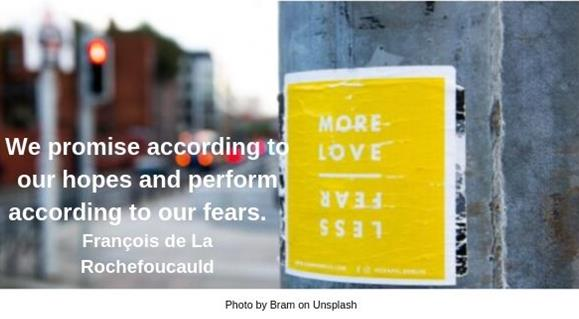 We promise according to
our hopes and perform
according to our fears.
François de La
Rochefoucauld
MORE
LOVE
LESS
FEAR
Photo by Bram on Unsplash